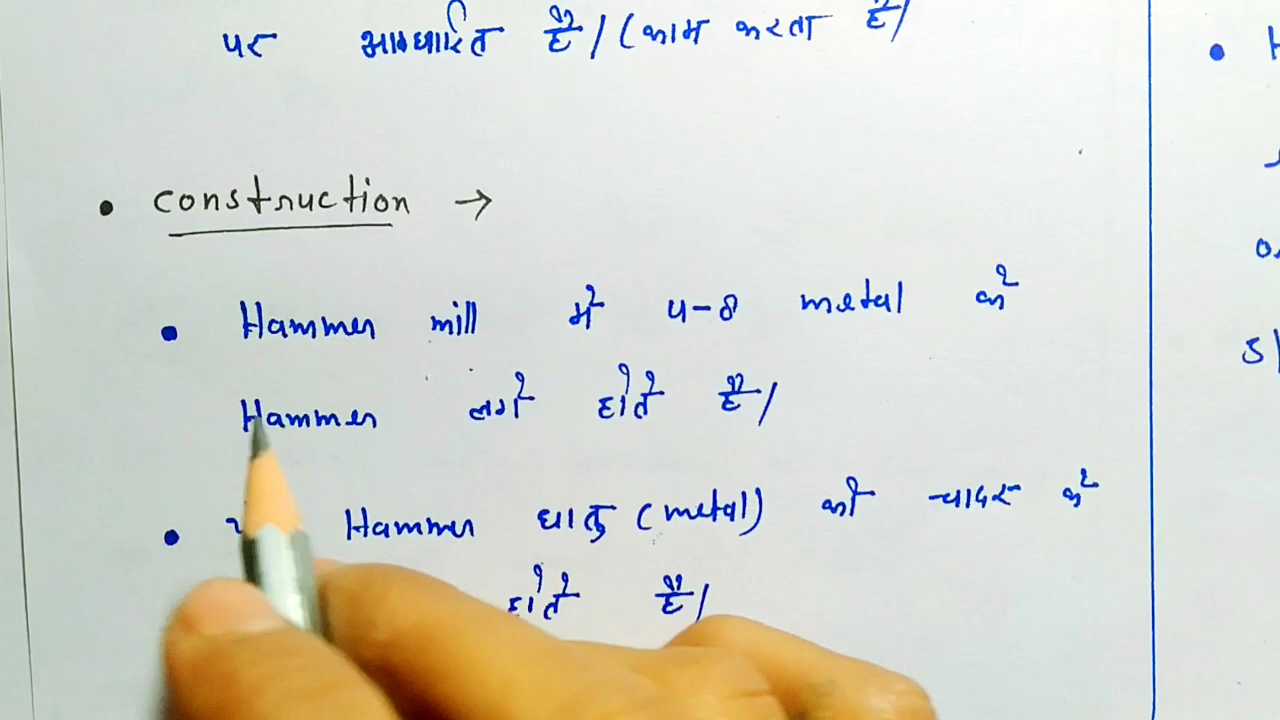 पर आधारित है/ (काम करता है/
• construction →
• Hammer mill में 4-8 metal के
Hammer लगे होते है/
• Hammer धातु (metal) की चादर के
होते है/